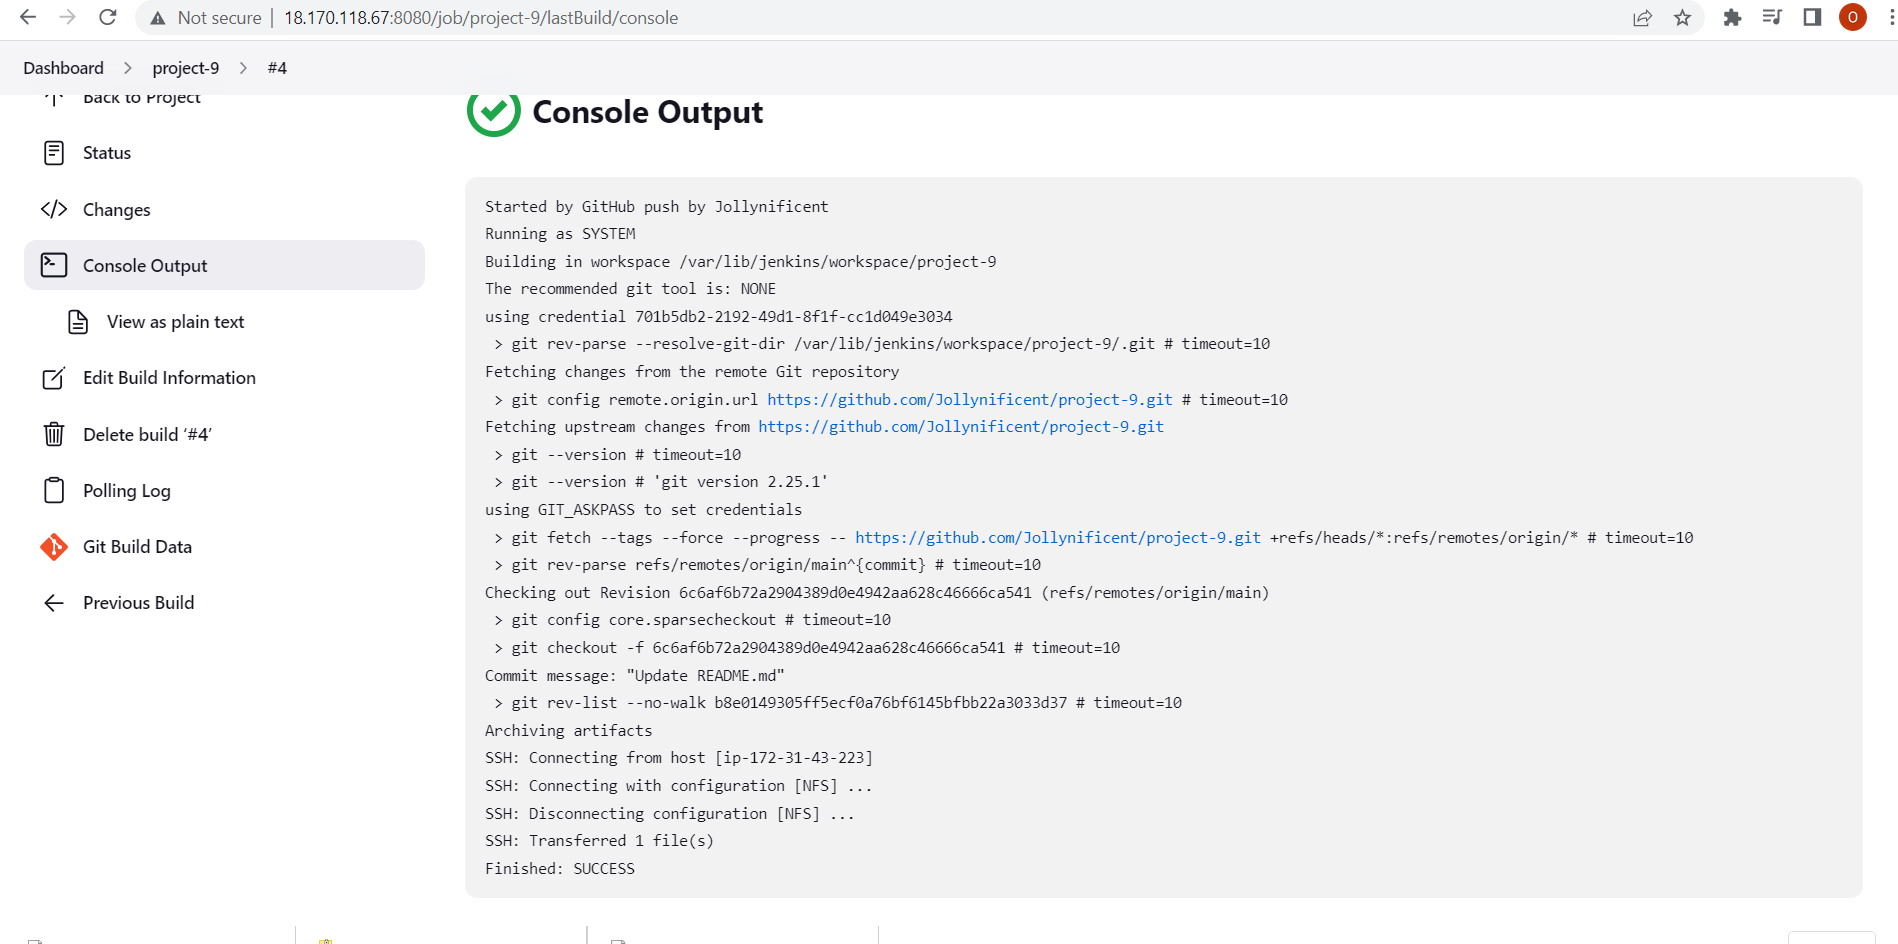 Not secure | 18.170.118.67:8080/job/project-9/lastBuild/console
O
Dashboard > project-9 > #4
Back to Project
Status
Changes
Console Output
View as plain text
Edit Build Information
Delete build ‘#4’
Polling Log
Git Build Data
Previous Build
Console Output
Started by GitHub push by Jollynificent
Running as SYSTEM
Building in workspace /var/lib/jenkins/workspace/project-9
The recommended git tool is: NONE
using credential 701b5db2-2192-49d1-8f1f-cc1d049e3034
 > git rev-parse --resolve-git-dir /var/lib/jenkins/workspace/project-9/.git # timeout=10
Fetching changes from the remote Git repository
 > git config remote.origin.url https://github.com/Jollynificent/project-9.git # timeout=10
Fetching upstream changes from https://github.com/Jollynificent/project-9.git
 > git --version # timeout=10
 > git --version # 'git version 2.25.1'
using GIT_ASKPASS to set credentials
 > git fetch --tags --force --progress -- https://github.com/Jollynificent/project-9.git +refs/heads/*:refs/remotes/origin/* # timeout=10
 > git rev-parse refs/remotes/origin/main^{commit} # timeout=10
Checking out Revision 6c6af6b72a2904389d0e4942aa628c46666ca541 (refs/remotes/origin/main)
 > git config core.sparsecheckout # timeout=10
 > git checkout -f 6c6af6b72a2904389d0e4942aa628c46666ca541 # timeout=10
Commit message: "Update README.md"
 > git rev-list --no-walk b8e0149305ff5ecf0a76bf6145bfbb22a3033d37 # timeout=10
Archiving artifacts
SSH: Connecting from host [ip-172-31-43-223]
SSH: Connecting with configuration [NFS] ...
SSH: Disconnecting configuration [NFS] ...
SSH: Transferred 1 file(s)
Finished: SUCCESS